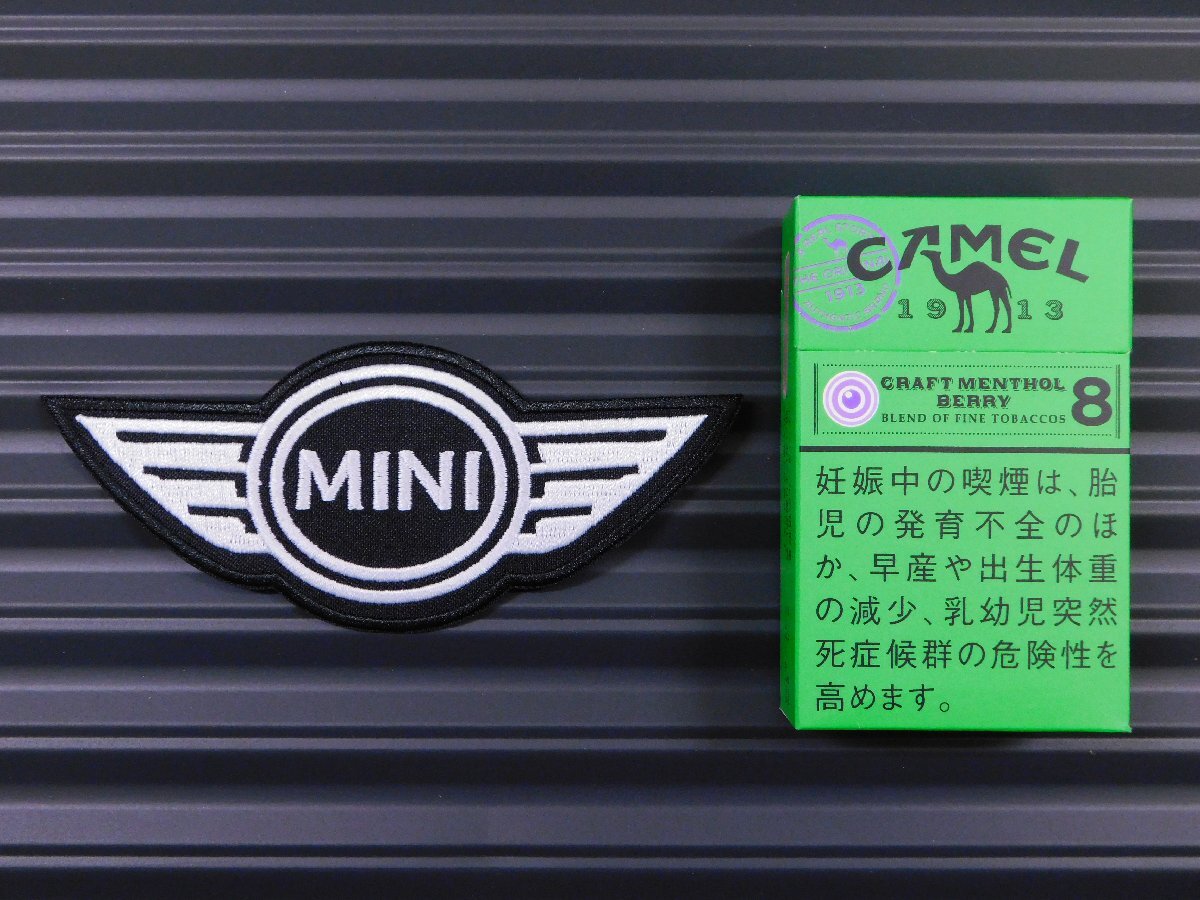 MINI
CAMEL
1913
1913
CRAFT MENTHOL
BERRY
BLEND OF FINE TOBACCOS
8
妊娠中の喫煙は、胎
児の発育不全のほ
か、早産や出生体重
の減少、乳幼児突然
死症候群の危険性を
高めます。